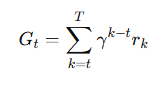 $$G_t = \sum_{k=t}^{T} \gamma^{k-t} r_k$$